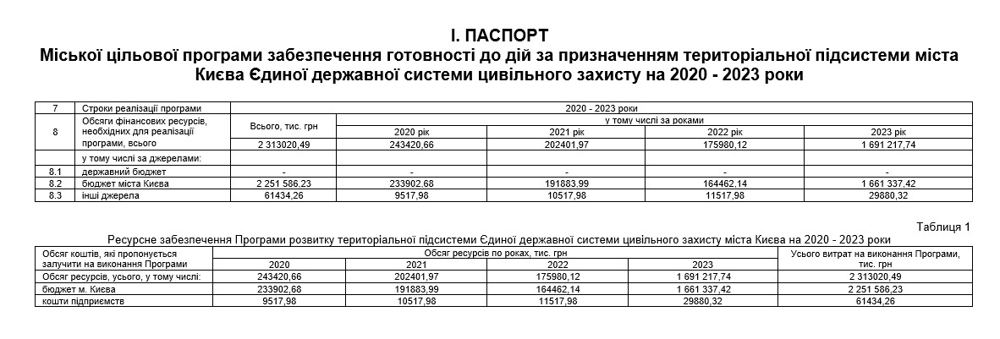 І. ПАСПОРТ
Міської цільової програми забезпечення готовності до дій за призначенням територіальної підсистеми міста
Києва Єдиної державної системи цивільного захисту на 2020 - 2023 роки
7 Строки реалізації програми 2020 - 2023 роки
8 Обсяги фінансових ресурсів, необхідних для реалізації програми, всього Всього, тис. грн у тому числі за роками
2020 рік 2021 рік 2022 рік 2023 рік
2 313020,49 243420,66 202401,97 175980,12 1 691 217,74
у тому числі за джерелами:
8.1 державний бюджет - - - - -
8.2 бюджет міста Києва 2 251 586,23 233902,68 191883,99 164462,14 1 661 337,42
8.3 інші джерела 61434,26 9517,98 10517,98 11517,98 29880,32
Таблиця 1
Ресурсне забезпечення Програми розвитку територіальної підсистеми Єдиної державної системи цивільного захисту міста Києва на 2020 - 2023 роки
Обсяг коштів, які пропонується залучити на виконання Програми Обсяг ресурсів по роках, тис. грн Усього витрат на виконання Програми, тис. грн
2020 2021 2022 2023
Обсяг ресурсів, усього, у тому числі: 243420,66 202401,97 175980,12 1 691 217,74 2 313020,49
бюджет м. Києва 233902,68 191883,99 164462,14 1 661 337,42 2 251 586,23
кошти підприємств 9517,98 10517,98 11517,98 29880,32 61434,26